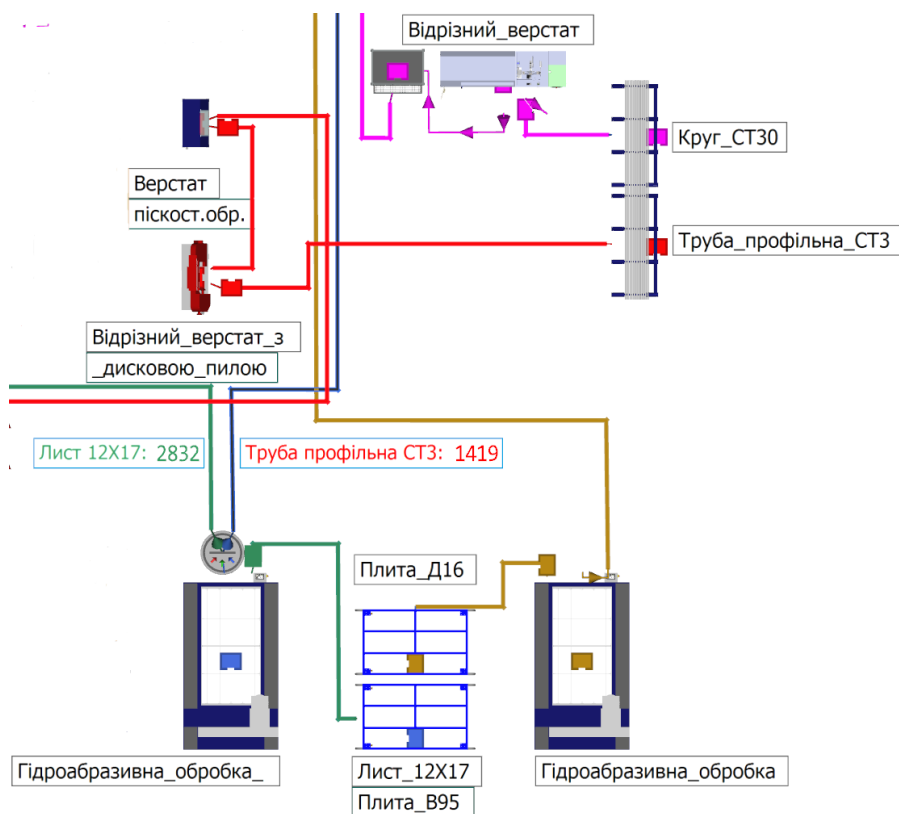 Відрізний_верстат
Круг_СТ30
Верстат
піскост.обр.
Труба_профільна_СТ3
Відрізний_верстат_з
_дисковою_пилою
Лист 12Х17: 2832
Труба профільна СТ3: 1419
Плита_Д16
Гідроабразивна_обробка_
Лист_12Х17
Плита_В95
Гідроабразивна_обробка